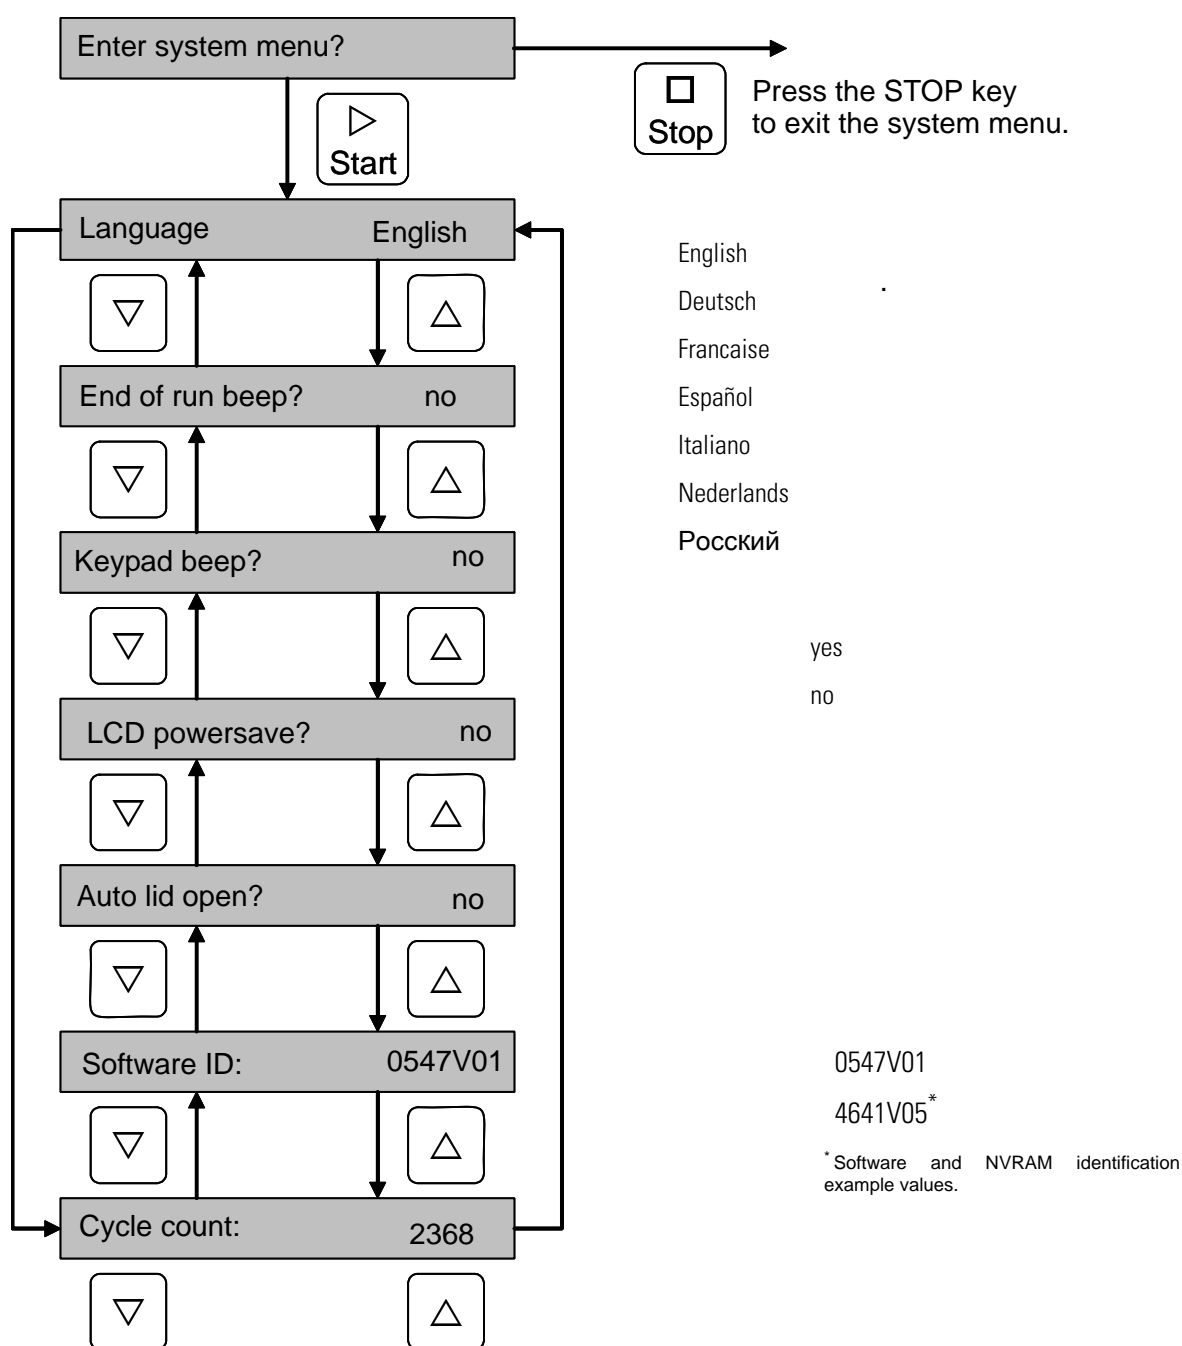 Enter system menu?
Start
Stop
Press the STOP key
to exit the system menu.
Language English
End of run beep? no
Keypad beep? no
LCD powersave? no
Auto lid open? no
Software ID: 0547V01
Cycle count: 2368
English
Deutsch
Francaise
Español
Italiano
Nederlands
Росский
yes
no
0547V01
4641V05*
* Software and NVRAM identification
example values.